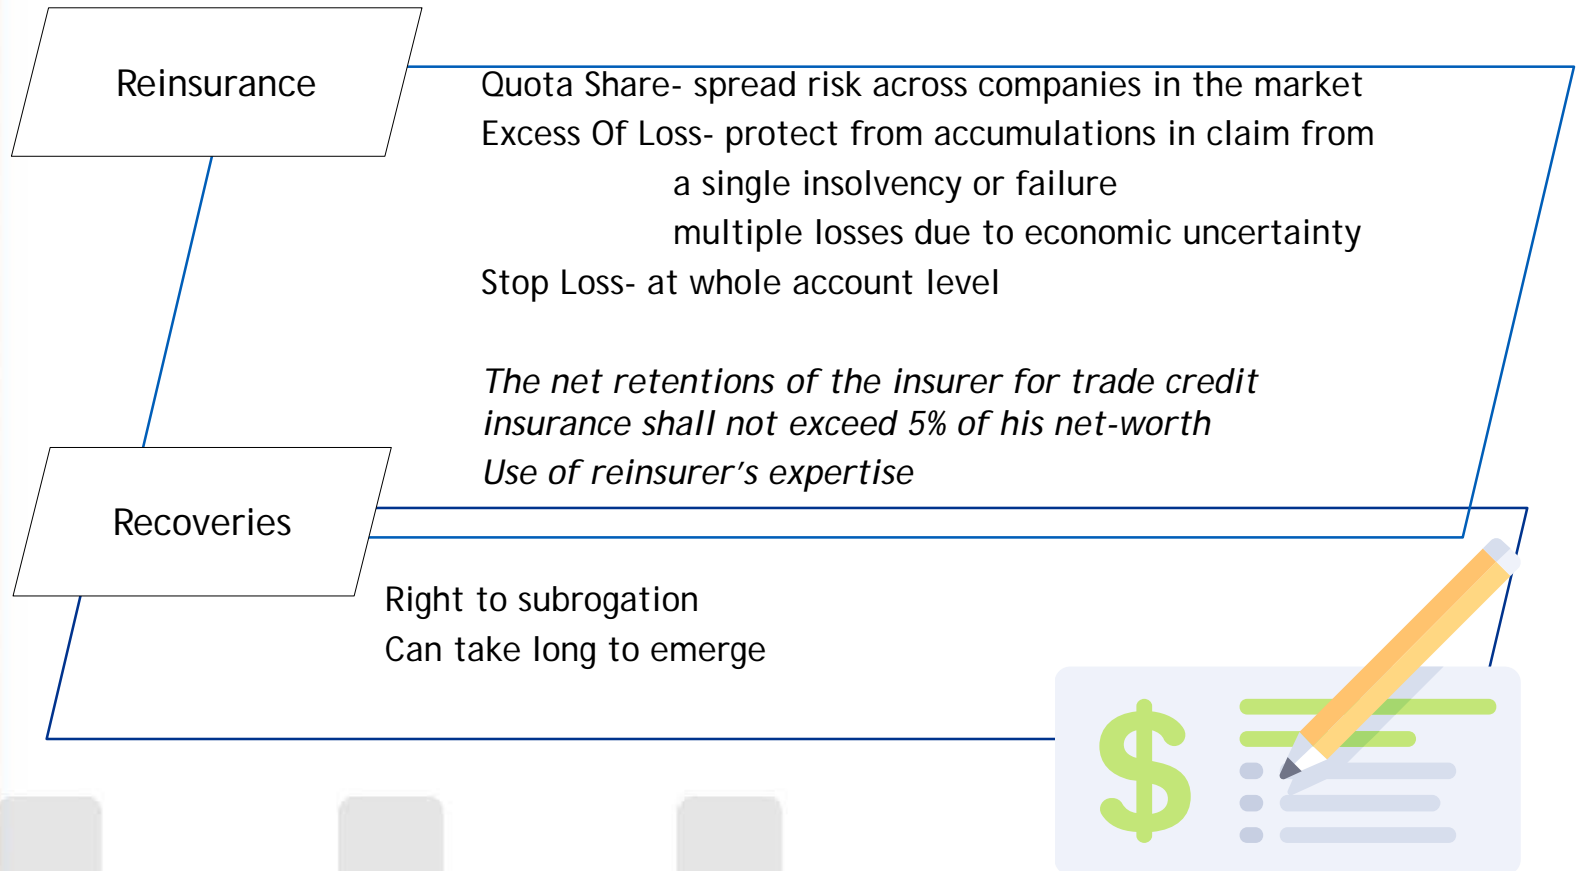 Reinsurance
Quota Share- spread risk across companies in the market
Excess Of Loss- protect from accumulations in claim from
a single insolvency or failure
multiple losses due to economic uncertainty
Stop Loss- at whole account level
The net retentions of the insurer for trade credit
insurance shall not exceed 5% of his net-worth
Use of reinsurer’s expertise
Recoveries
Right to subrogation
Can take long to emerge
$